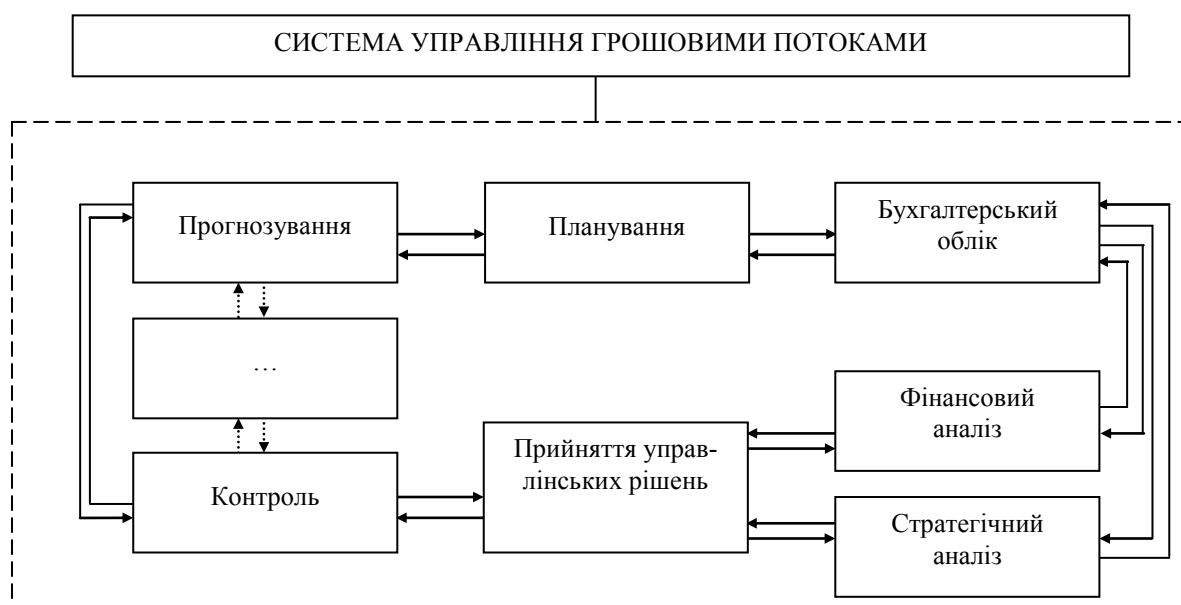 СИСТЕМА УПРАВЛІННЯ ГРОШОВИМИ ПОТОКАМИ
Прогнозування
Планування
Бухгалтерський
облік
…
Фінансовий
аналіз
Прийняття управ-
лінських рішень
Контроль
Стратегічний
аналіз